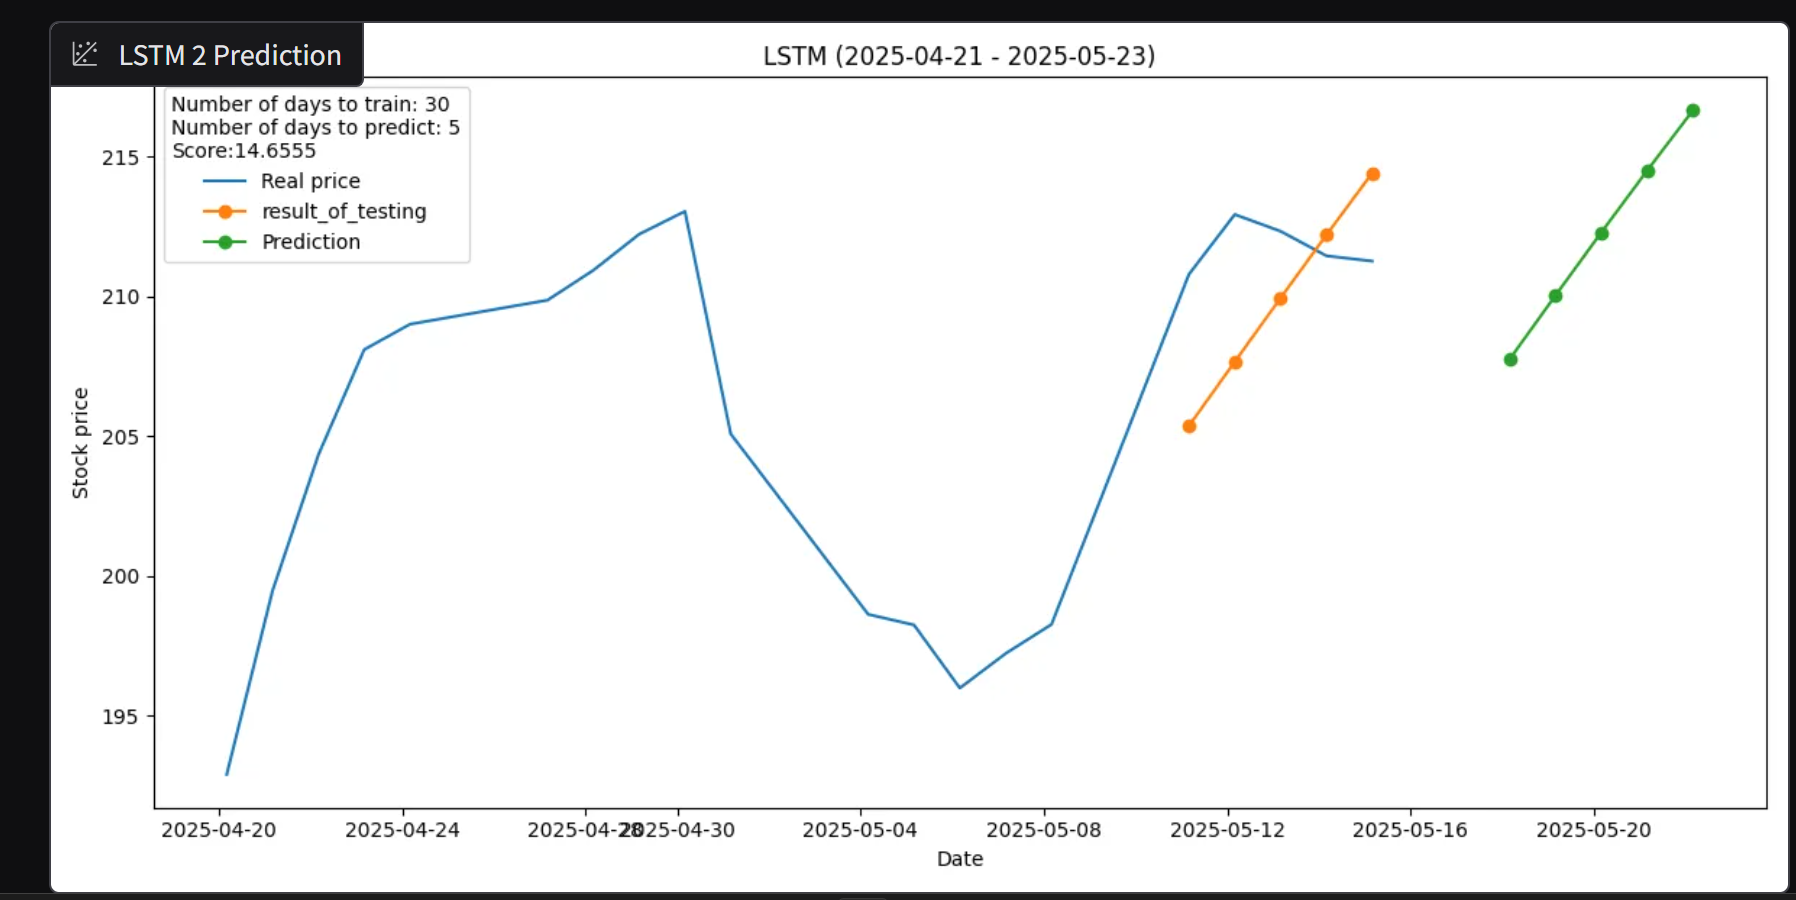 LSTM 2 Prediction
LSTM (2025-04-21 - 2025-05-23)
Number of days to train: 30
Number of days to predict: 5
Score:14.6555
Real price
result_of_testing
Prediction
215
210
205
200
195
Stock price
2025-04-20 2025-04-24 2025-04-28 2025-04-30 2025-05-04 2025-05-08 2025-05-12 2025-05-16 2025-05-20
Date